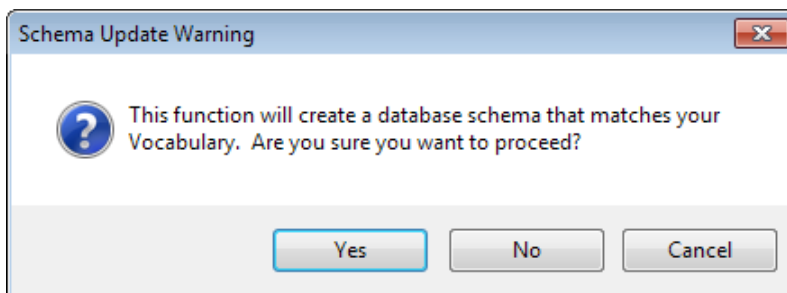 Schema Update Warning
This function will create a database schema that matches your
Vocabulary.  Are you sure you want to proceed?
Yes
No
Cancel